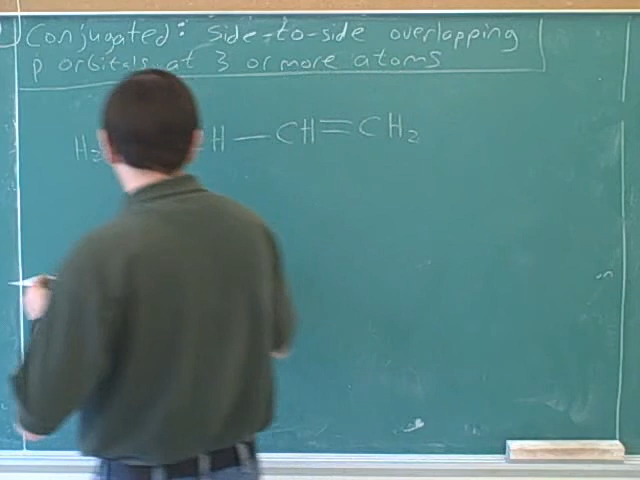 Conjugated: side-to-side overlapping
p orbitals at 3 or more atoms
H₂ H — CH=CH₂